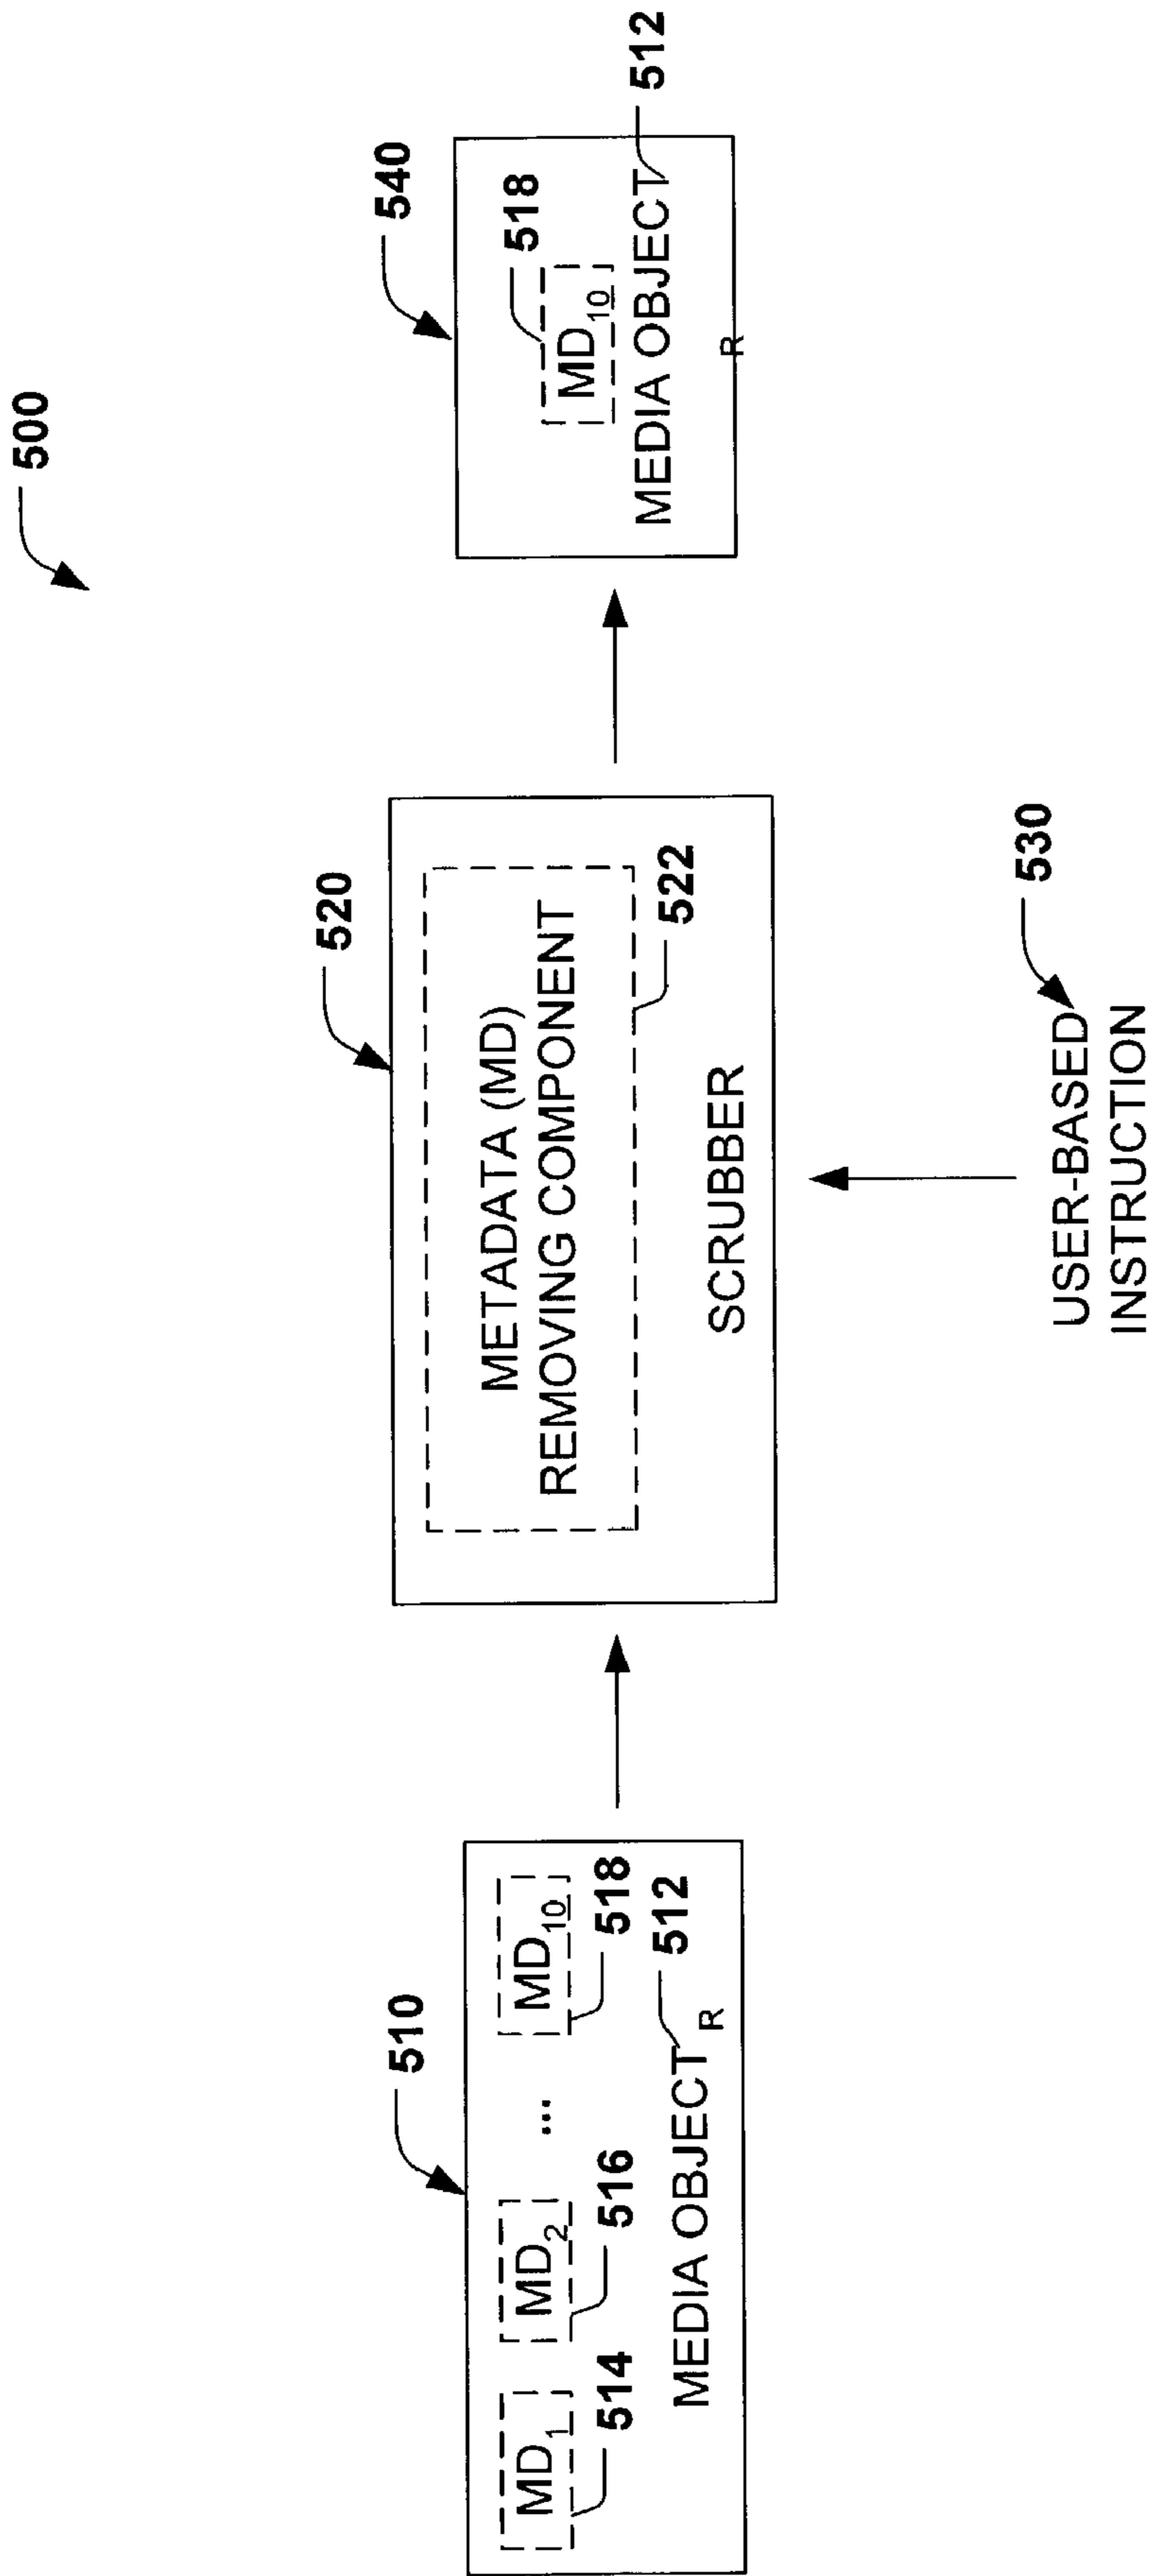 500
510
MD1
MD2
...
MD10
514
516
518
MEDIA OBJECT R
512
520
METADATA (MD)
REMOVING COMPONENT
522
SCRUBBER
530
USER-BASED
INSTRUCTION
540
518
MD10
MEDIA OBJECT
R
512